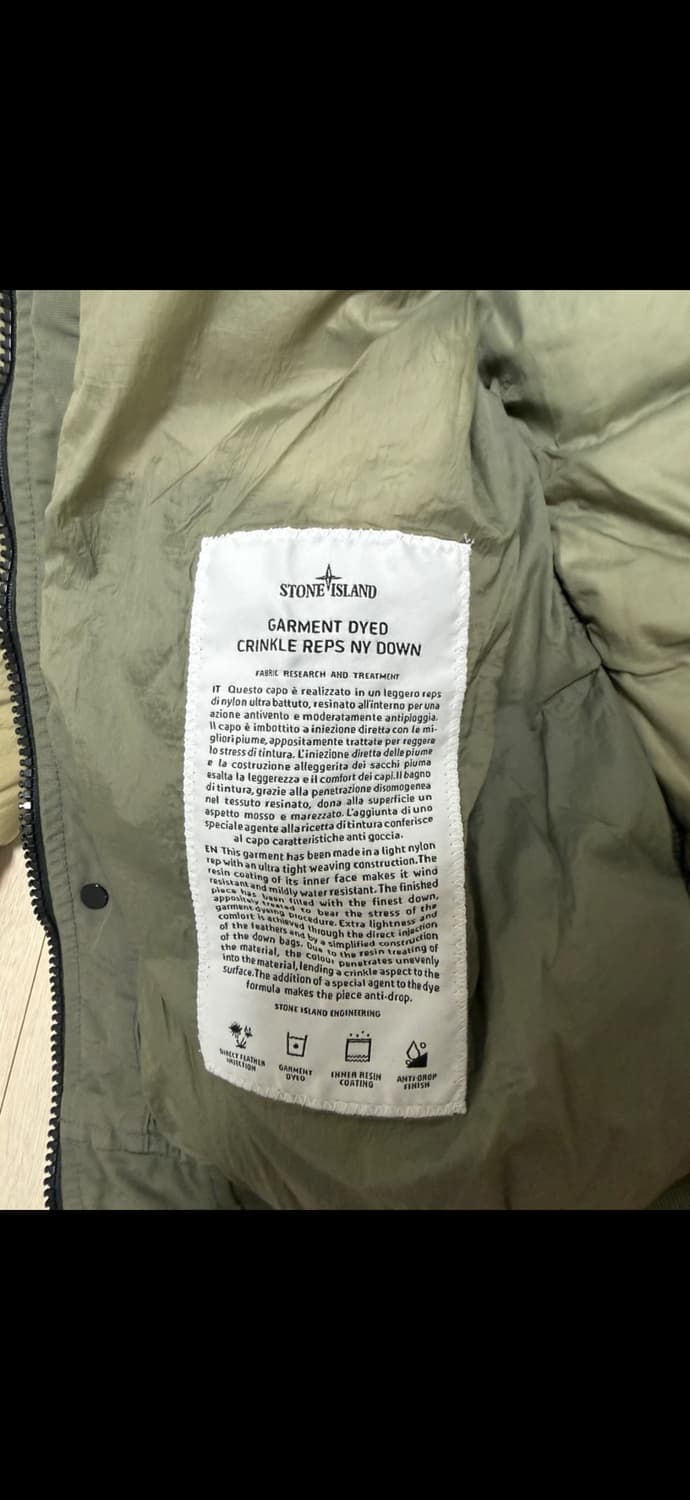 STONE ISLAND
GARMENT DYED
CRINKLE REPS NY DOWN
FABRIC RESEARCH AND TREATMENT
IT Questo capo è realizzato in un leggero reps
di nylon ultra battuto, resinato all'interno per una
azione antivento e moderatamente antipioggia.
Il capo è imbottito a iniezione diretta con le mi-
gliori piume, appositamente trattate per reggere
lo stress di tintura. L'iniezione diretta delle piume
e la costruzione alleggerita dei sacchi piuma
esalta la leggerezza e il comfort dei capi. Il bagno
di tintura, grazie alla penetrazione disomogenea
nel tessuto resinato, dona alla superficie un
aspetto mosso e marezzato. L'aggiunta di uno
speciale agente alla ricetta di tintura conferisce
al capo caratteristiche anti goccia.
EN This garment has been made in a light nylon
rep with an ultra tight weaving construction. The
resin coating of its inner face makes it wind
resistant and mildly water resistant. The finished
piece has been filled with the finest down,
appositely treated to bear the stress of the
garment dyeing procedure. Extra lightness and
comfort is achieved through the direct injection
of the feathers and by a simplified construction
of the down bags. Due to the resin treating of
the material, the colour penetrates unevenly
into the material, lending a crinkle aspect to the
surface. The addition of a special agent to the dye
formula makes the piece anti-drop.
STONE ISLAND ENGINEERING
DIRECT FEATHER
INJECTION
GARMENT
DYED
INNER RESIN
COATING
ANTI-DROP
FINISH